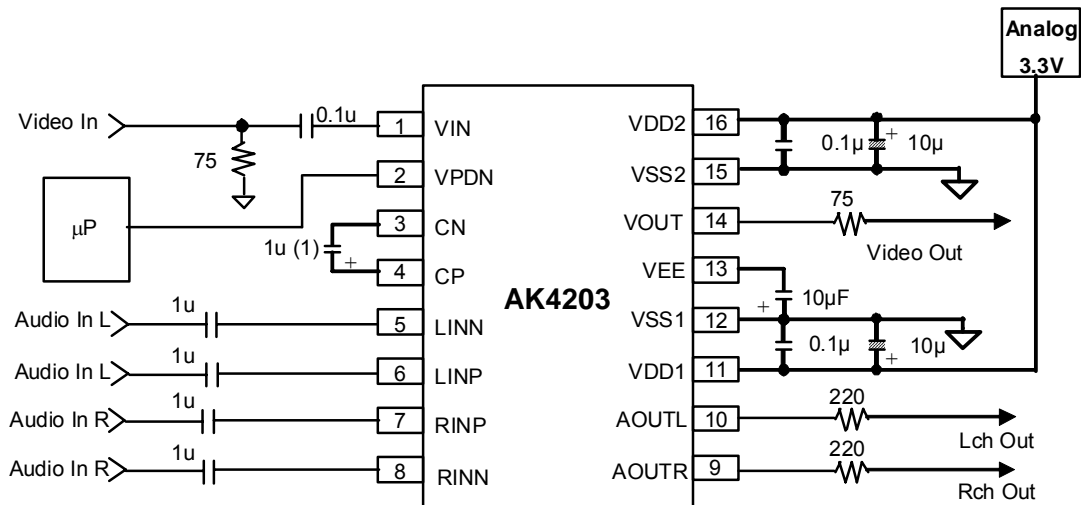 Analog
3.3V
Video In
0.1u
75
1
VIN
µP
2
VPDN
3
CN
1u (1)
+
4
CP
Audio In L
1u
5
LINN
Audio In L
1u
6
LINP
Audio In R
1u
7
RINP
Audio In R
1u
8
RINN
AK4203
VDD2
16
0.1µ
+
10µ
VSS2
15
VOUT
14
75
Video Out
VEE
13
10µF
+
VSS1
12
0.1µ
10µ
+
VDD1
11
AOUTL
10
220
Lch Out
AOUTR
9
220
Rch Out